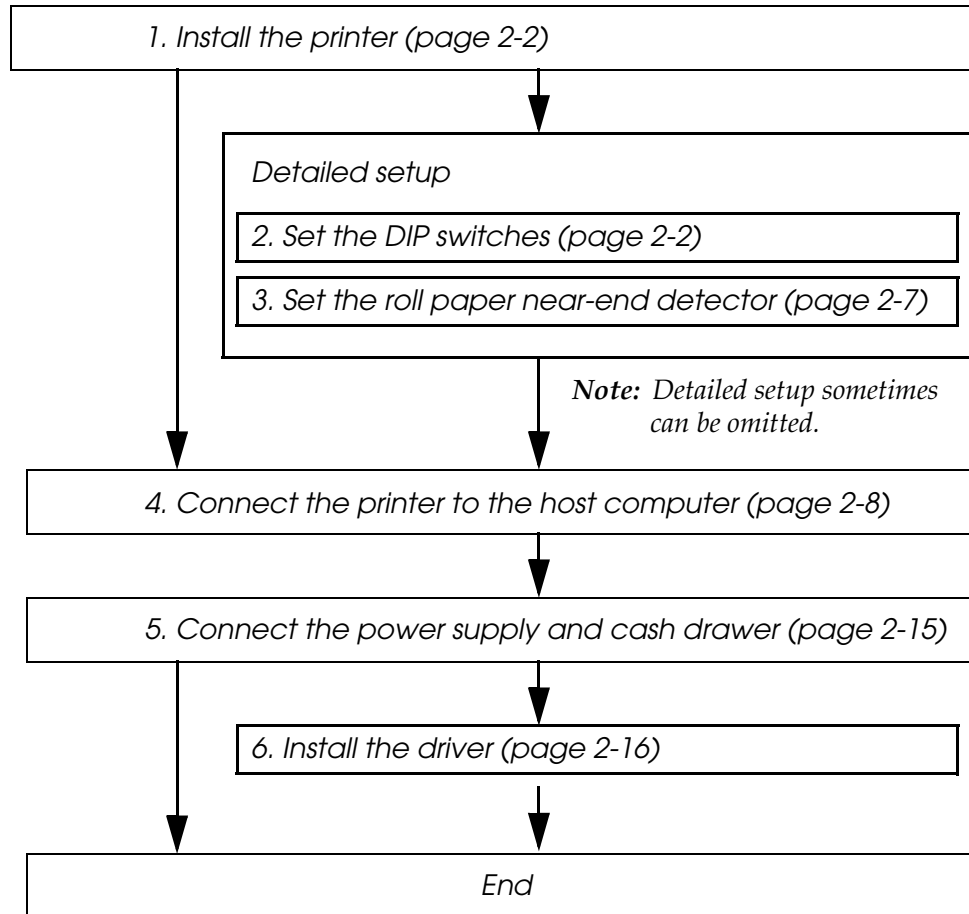 1. Install the printer (page 2-2)
Detailed setup
2. Set the DIP switches (page 2-2)
3. Set the roll paper near-end detector (page 2-7)
Note: Detailed setup sometimes
can be omitted.
4. Connect the printer to the host computer (page 2-8)
5. Connect the power supply and cash drawer (page 2-15)
6. Install the driver (page 2-16)
End